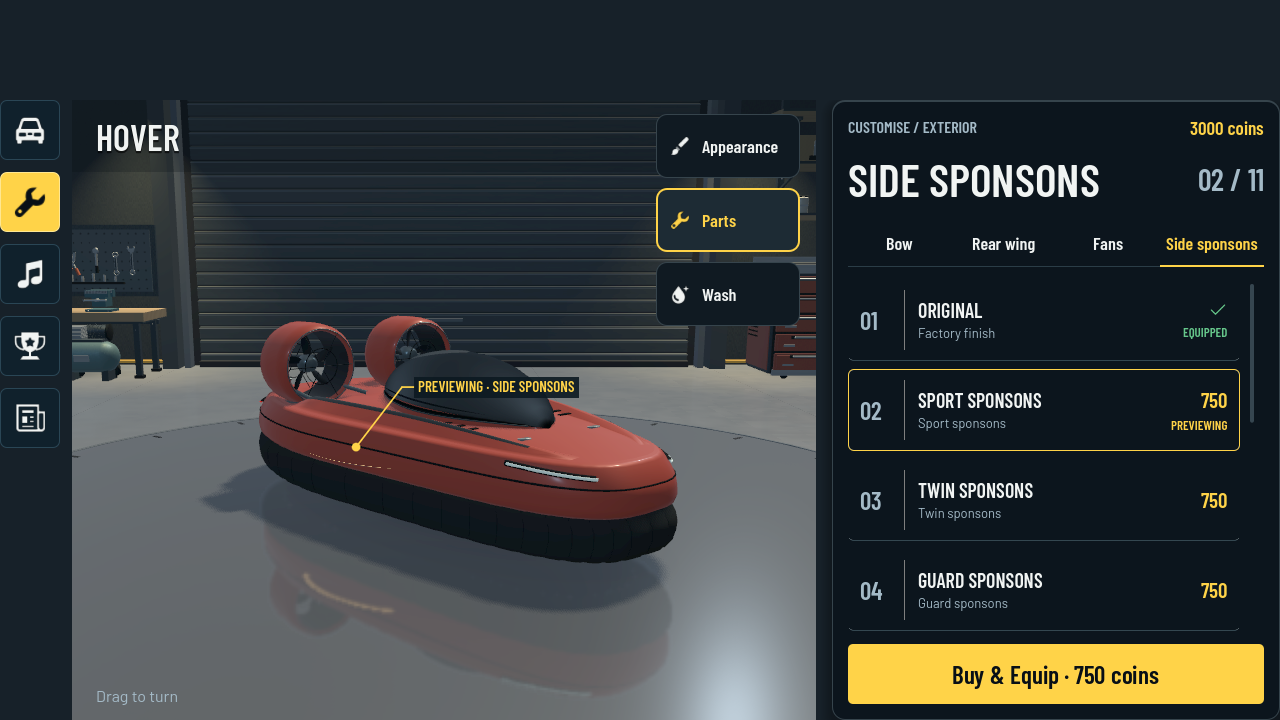 HOVER
Appearance
Parts
Wash
PREVIEWING · SIDE SPONSONS
Drag to turn
CUSTOMISE / EXTERIOR
3000 coins
SIDE SPONSONS
02 / 11
Bow
Rear wing
Fans
Side sponsons
01
ORIGINAL
Factory finish
EQUIPPED
02
SPORT SPONSONS
Sport sponsons
750
PREVIEWING
03
TWIN SPONSONS
Twin sponsons
750
04
GUARD SPONSONS
Guard sponsons
750
Buy & Equip · 750 coins